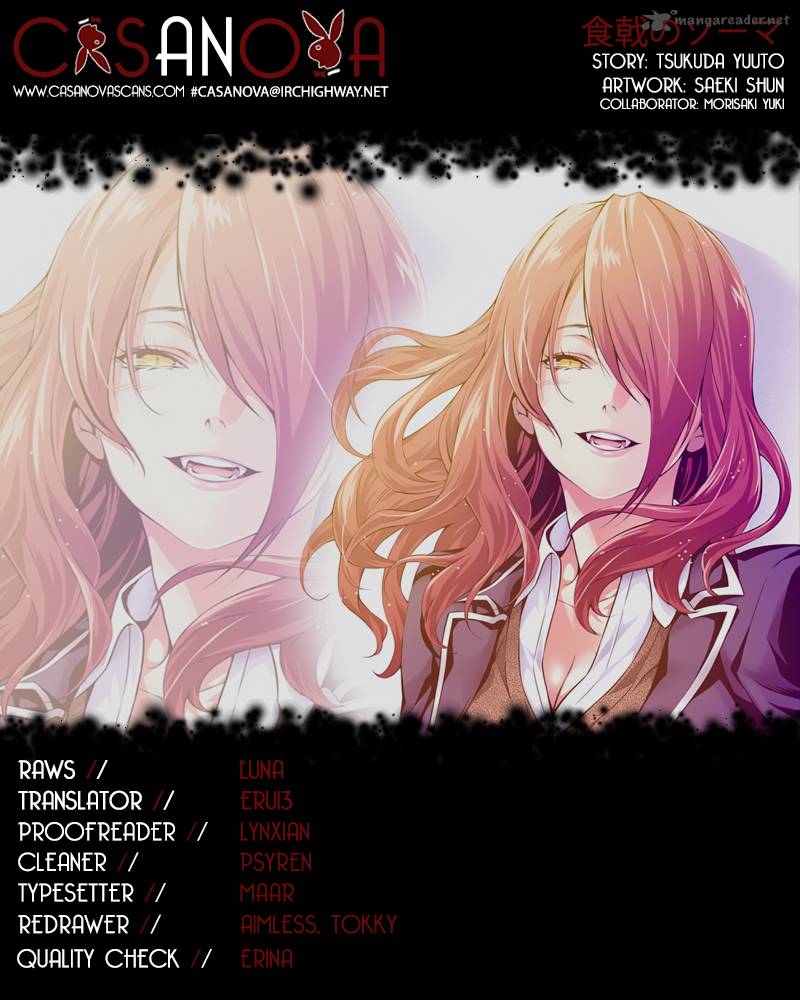 CASANOVA
WWW.CASANOVASCANS.COM #CASANOVA@IRCHIGHWAY.NET
mangareader.net
食戟のソーマ
STORY: TSUKUDA YUUTO
ARTWORK: SAEKI SHUN
COLLABORATOR: MORISAKI YUKI
RAWS // LUNA
TRANSLATOR // ERUI3
PROOFREADER // LYNXIAN
CLEANER // PSYREN
TYPESETTER // MAAR
REDRAWER // AIMLESS, TOKKY
QUALITY CHECK // ERINA